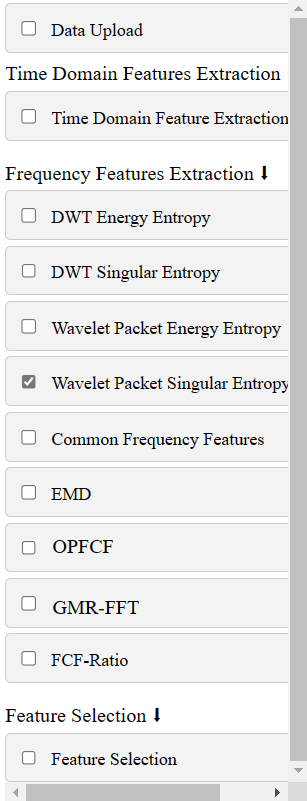 Data Upload
Time Domain Features Extraction
Time Domain Feature Extraction
Frequency Features Extraction ⬇
DWT Energy Entropy
DWT Singular Entropy
Wavelet Packet Energy Entropy
Wavelet Packet Singular Entropy
Common Frequency Features
EMD
OPFCF
GMR-FFT
FCF-Ratio
Feature Selection ⬇
Feature Selection